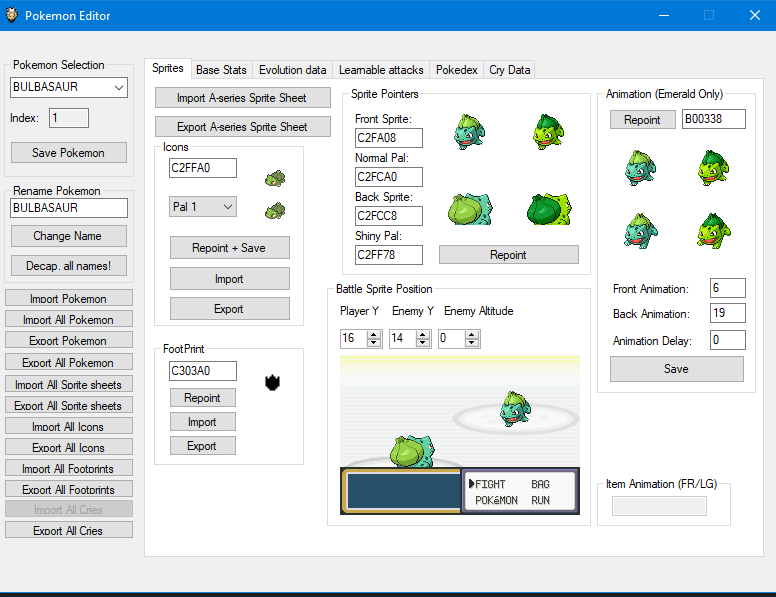 Pokemon Editor
Pokemon Selection
BULBASAUR
Index: 1
Save Pokemon
Rename Pokemon
BULBASAUR
Change Name
Decap. all names!
Import Pokemon
Import All Pokemon
Export Pokemon
Export All Pokemon
Import All Sprite sheets
Export All Sprite sheets
Import All Icons
Export All Icons
Import All Footprints
Export All Footprints
Import All Cries
Export All Cries
Sprites Base Stats Evolution data Learnable attacks Pokedex Cry Data
Import A-series Sprite Sheet
Export A-series Sprite Sheet
Icons
C2FFA0
Pal 1
Repoint + Save
Import
Export
FootPrint
C303A0
Repoint
Import
Export
Sprite Pointers
Front Sprite:
C2FA08
Normal Pal:
C2FCA0
Back Sprite:
C2FCC8
Shiny Pal:
C2FF78
Repoint
Battle Sprite Position
Player Y Enemy Y Enemy Altitude
16 14 0
FIGHT BAG
POKéMON RUN
Animation (Emerald Only)
Repoint B00338
Front Animation: 6
Back Animation: 19
Animation Delay: 0
Save
Item Animation (FR/LG)